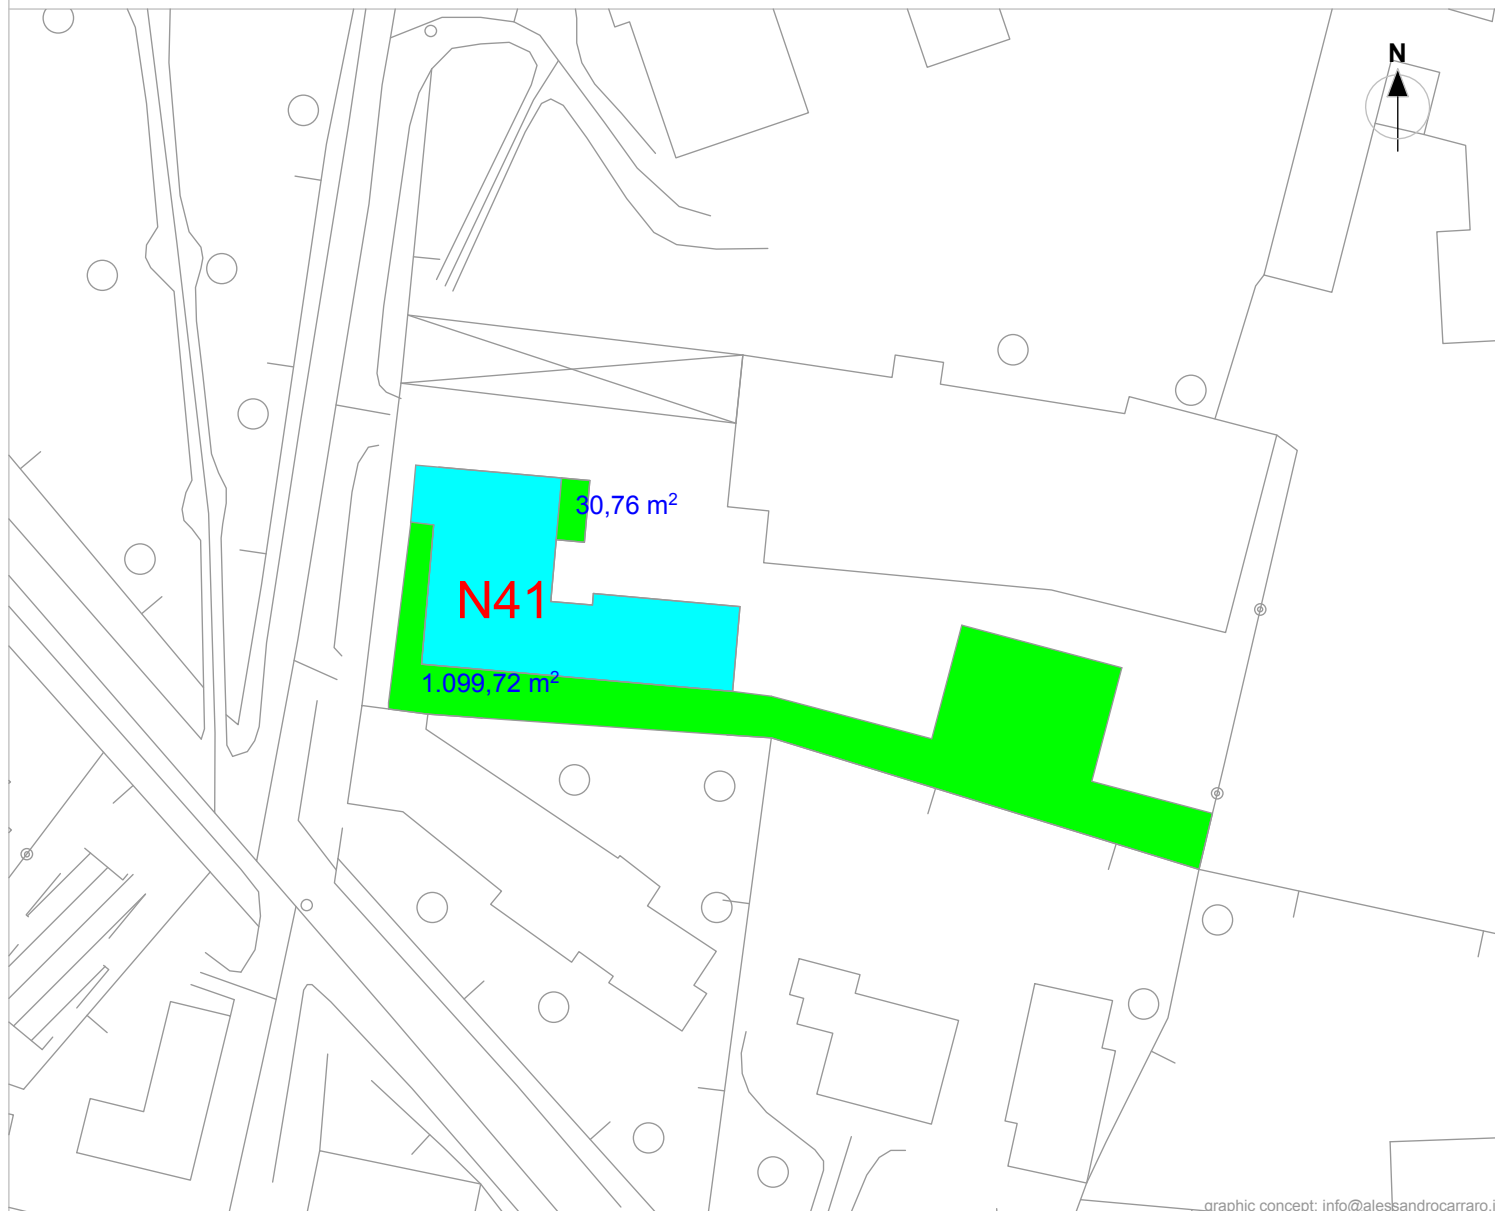 N
30,76 m²
N41
1.099,72 m²
graphic concept: info@alessandrocarraro.i